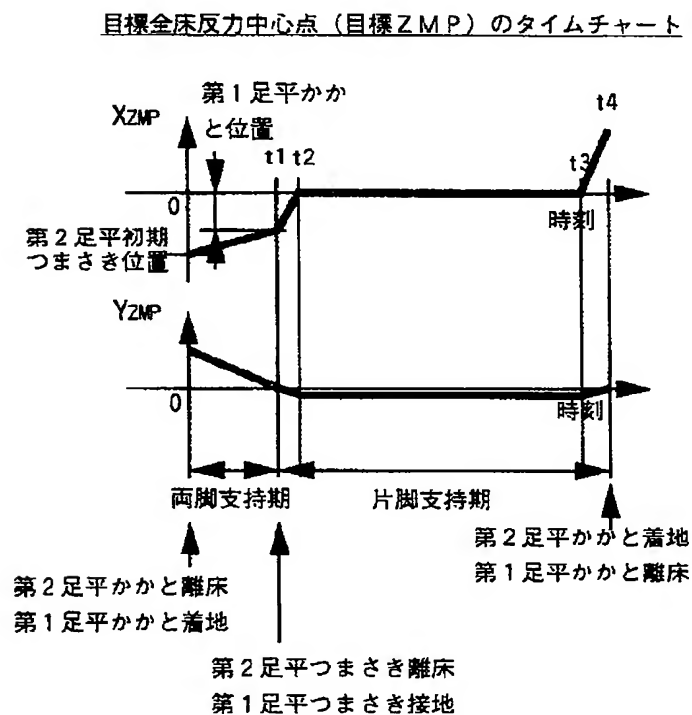 目標全床反力中心点（目標ZMP）のタイムチャート
第1足平かか
と位置
XZMP
t1 t2
t3
t4
0
時刻
第2足平初期
つまさき位置
YZMP
0
時刻
両脚支持期
片脚支持期
第2足平かかと着地
第1足平かかと離床
第2足平かかと離床
第1足平かかと着地
第2足平つまさき離床
第1足平つまさき接地